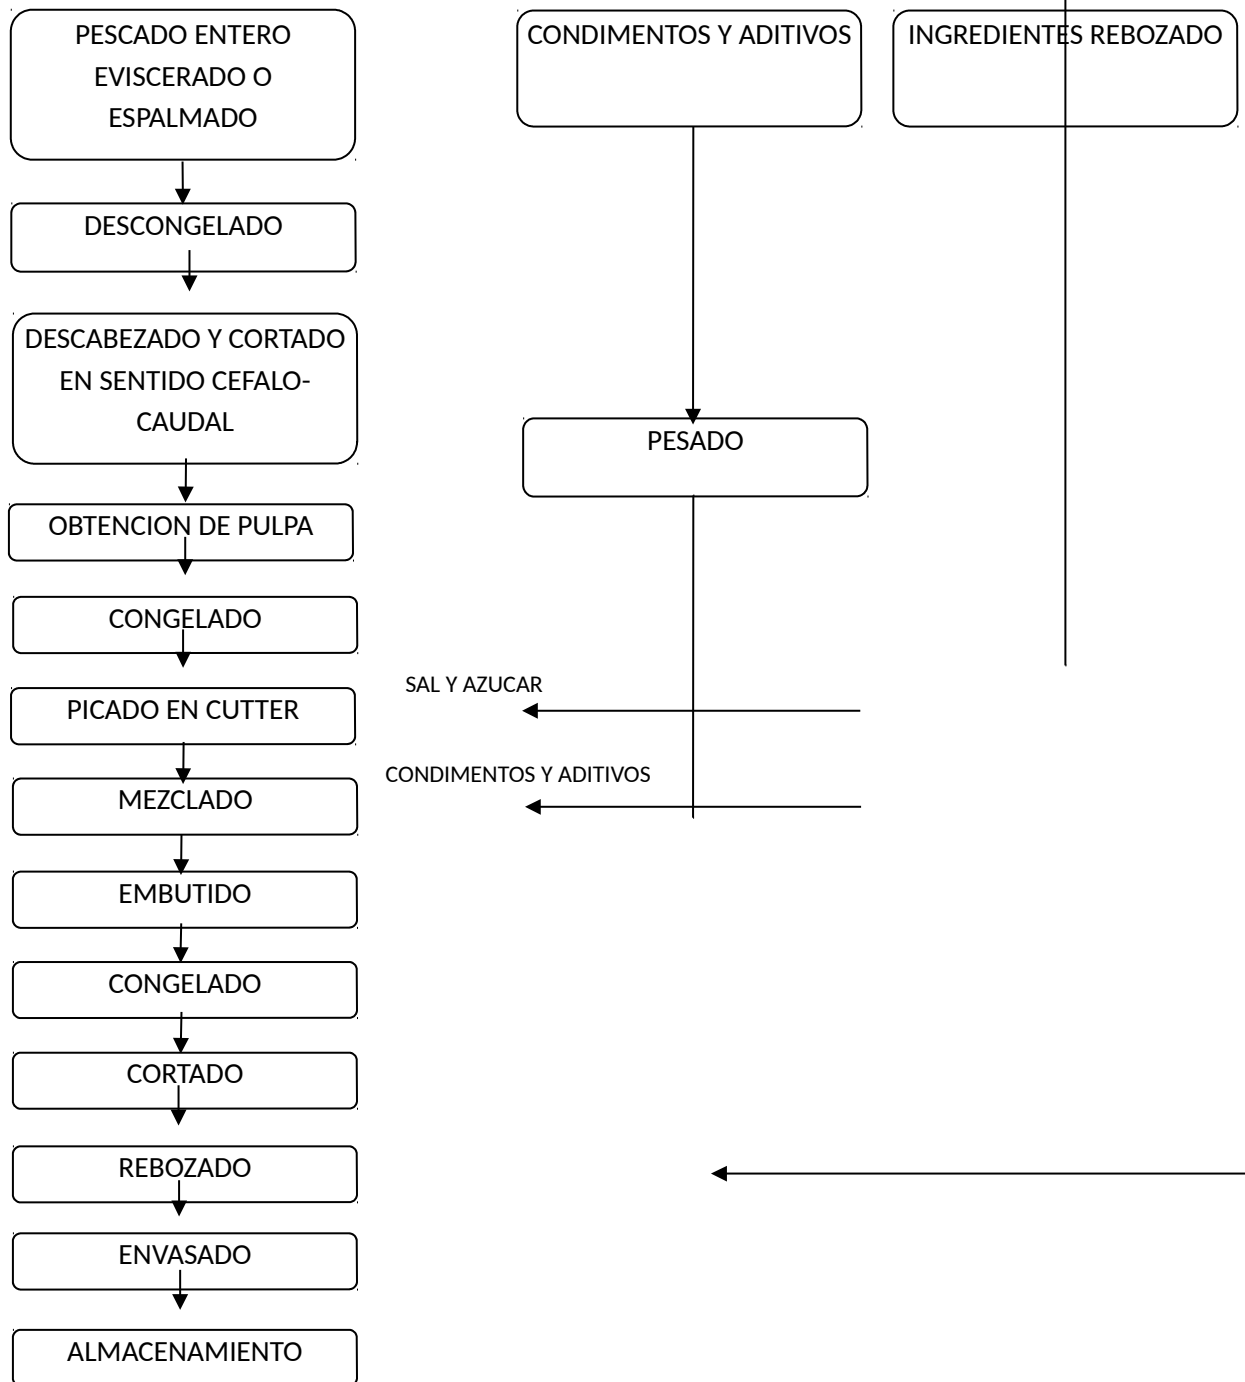 PESCADO ENTERO
EVISCERADO O
ESPALMADO
CONDIMENTOS Y ADITIVOS
INGREDIENTES REBOZADO
DESCONGELADO
DESCABEZADO Y CORTADO
EN SENTIDO CEFALO-
CAUDAL
PESADO
OBTENCION DE PULPA
CONGELADO
SAL Y AZUCAR
PICADO EN CUTTER
CONDIMENTOS Y ADITIVOS
MEZCLADO
EMBUTIDO
CONGELADO
CORTADO
REBOZADO
ENVASADO
ALMACENAMIENTO